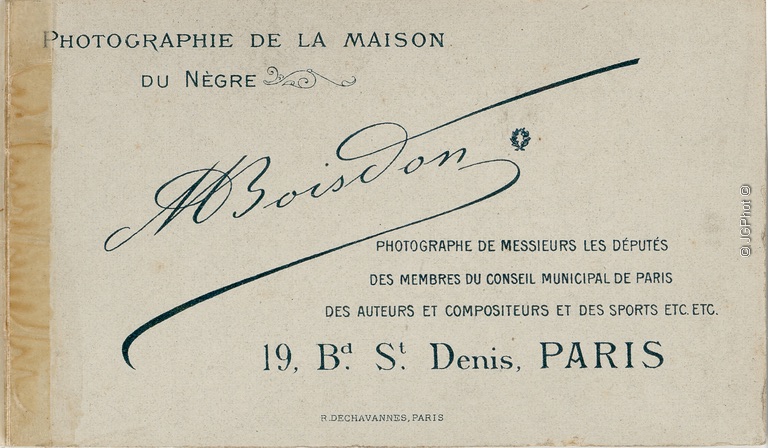 PHOTOGRAPHIE DE LA MAISON
DU NÈGRE
MBoisdon
PHOTOGRAPHE DE MESSIEURS LES DÉPUTÉS
DES MEMBRES DU CONSEIL MUNICIPAL DE PARIS
DES AUTEURS ET COMPOSITEURS ET DES SPORTS ETC. ETC.
19, Bd. St. Denis, PARIS
R. DECHAVANNES, PARIS
© JGPhot ©